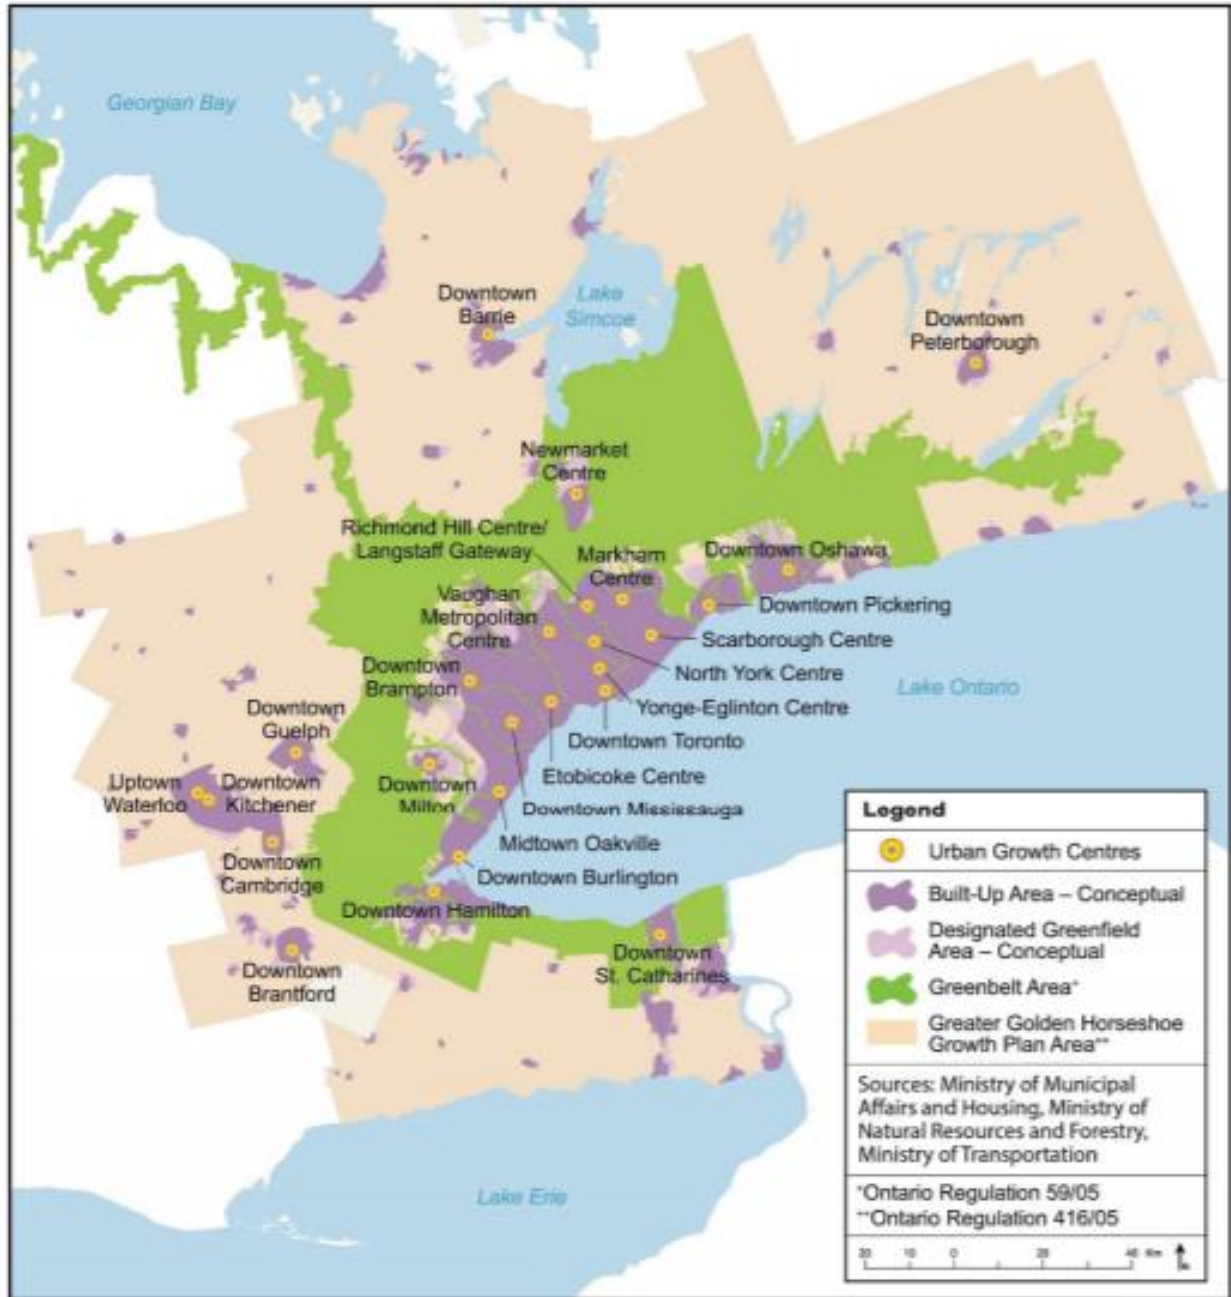 Georgian Bay
Downtown
Barrie
Lake
Simcoe
Downtown
Peterborough
Newmarket
Centre
Richmond Hill Centre/
Langstaff Gateway
Markham
Centre
Downtown Oshawa
Vaughan
Metropolitan
Centre
Downtown Pickering
Scarborough Centre
North York Centre
Downtown
Brampton
Lake Ontario
Yonge-Eglinton Centre
Downtown
Guelph
Downtown Toronto
Etobicoke Centre
Uptown
Waterloo
Downtown
Kitchener
Downtown
Milton
Downtown Mississauga
Midtown Oakville
Downtown
Cambridge
Downtown Burlington
Downtown Hamilton
Downtown
St. Catharines
Downtown
Brantford
Lake Erie
Legend
Urban Growth Centres
Built-Up Area – Conceptual
Designated Greenfield
Area – Conceptual
Greenbelt Area*
Greater Golden Horseshoe
Growth Plan Area**
Sources: Ministry of Municipal
Affairs and Housing, Ministry of
Natural Resources and Forestry,
Ministry of Transportation
*Ontario Regulation 59/05
**Ontario Regulation 416/05
20 10 0 20 40 Km